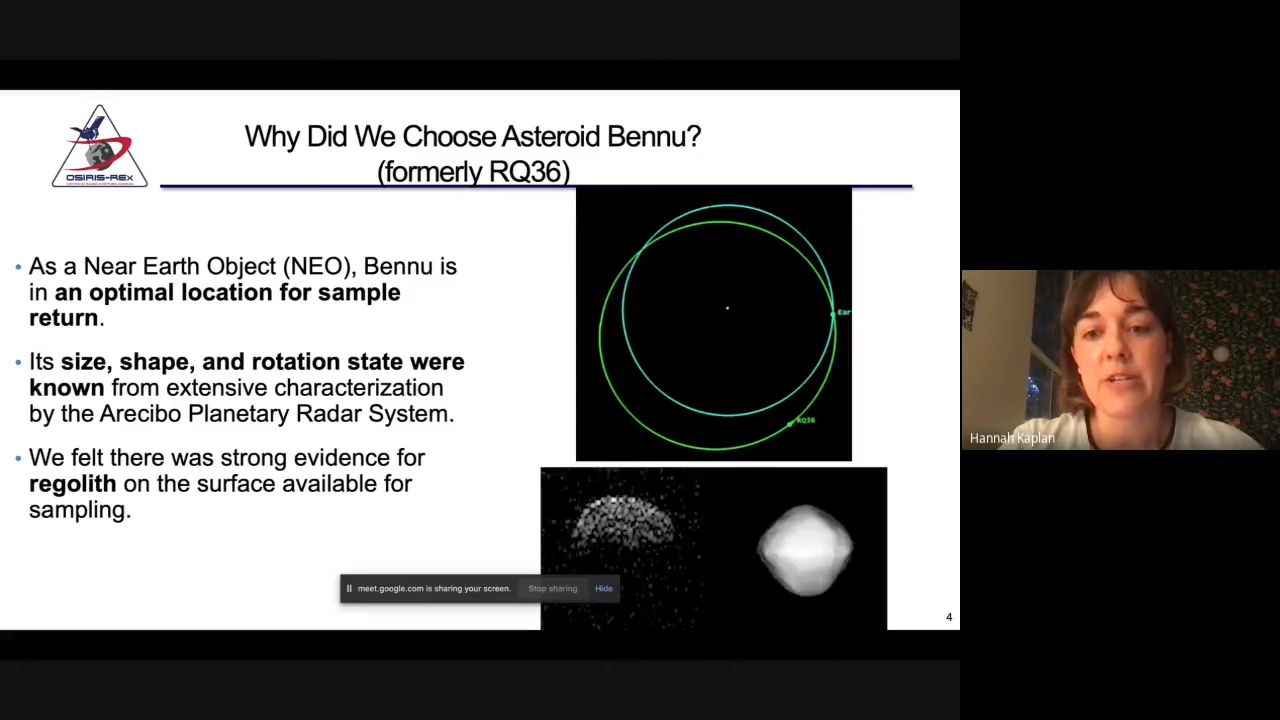 Why Did We Choose Asteroid Bennu?
(formerly RQ36)
OSIRIS-REx
• As a Near Earth Object (NEO), Bennu is
in an optimal location for sample
return.
• Its size, shape, and rotation state were
known from extensive characterization
by the Arecibo Planetary Radar System.
• We felt there was strong evidence for
regolith on the surface available for
sampling.
Ear
RQ36
meet.google.com is sharing your screen. Stop sharing Hide
4
Hannah Kaplan